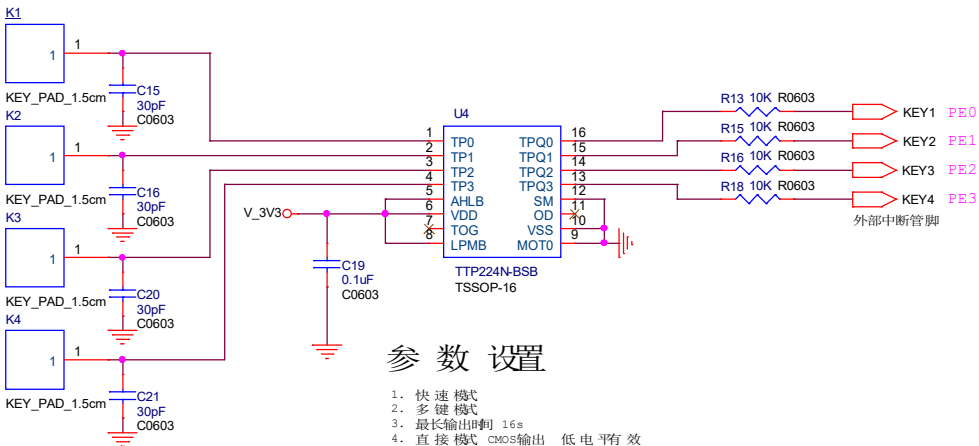 K1
1 1
KEY_PAD_1.5cm
C15
30pF
C0603
K2
1 1
KEY_PAD_1.5cm
C16
30pF
C0603
K3
1 1
KEY_PAD_1.5cm
C20
30pF
C0603
K4
1 1
KEY_PAD_1.5cm
C21
30pF
C0603
V_3V3
C19
0.1uF
C0603
U4
1 TP0 TPQ0 16
2 TP1 TPQ1 15
3 TP2 TPQ2 14
4 TP3 TPQ3 13
5 AHLB SM 12
6 VDD OD 11
7 TOG VSS 10
8 LPMB MOT0 9
TTP224N-BSB
TSSOP-16
R13 10K R0603 KEY1 PE0
R15 10K R0603 KEY2 PE1
R16 10K R0603 KEY3 PE2
R18 10K R0603 KEY4 PE3
外部中断管脚
参数设置
1. 快速模式
2. 多键模式
3. 最长输出时间 16s
4. 直接模式 CMOS输出 低电平有效